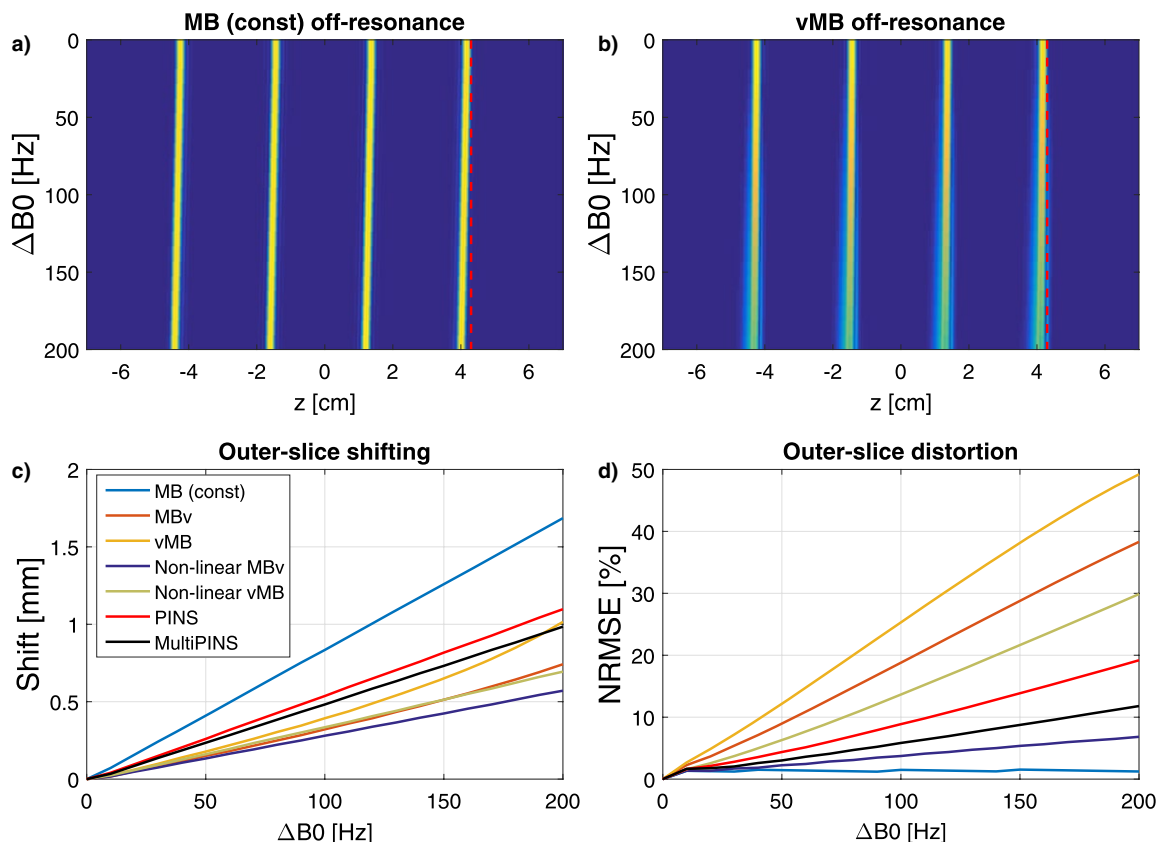 a) MB (const) off-resonance
0
50
100
150
200
ΔB0 [Hz]
-6 -4 -2 0 2 4 6
z [cm]
b) vMB off-resonance
0
50
100
150
200
ΔB0 [Hz]
-6 -4 -2 0 2 4 6
z [cm]
c) Outer-slice shifting
2
1.5
1
0.5
0
Shift [mm]
MB (const)
MBv
vMB
Non-linear MBv
Non-linear vMB
PINS
MultiPINS
0 50 100 150 200
ΔB0 [Hz]
d) Outer-slice distortion
50
40
30
20
10
0
NRMSE [%]
0 50 100 150 200
ΔB0 [Hz]